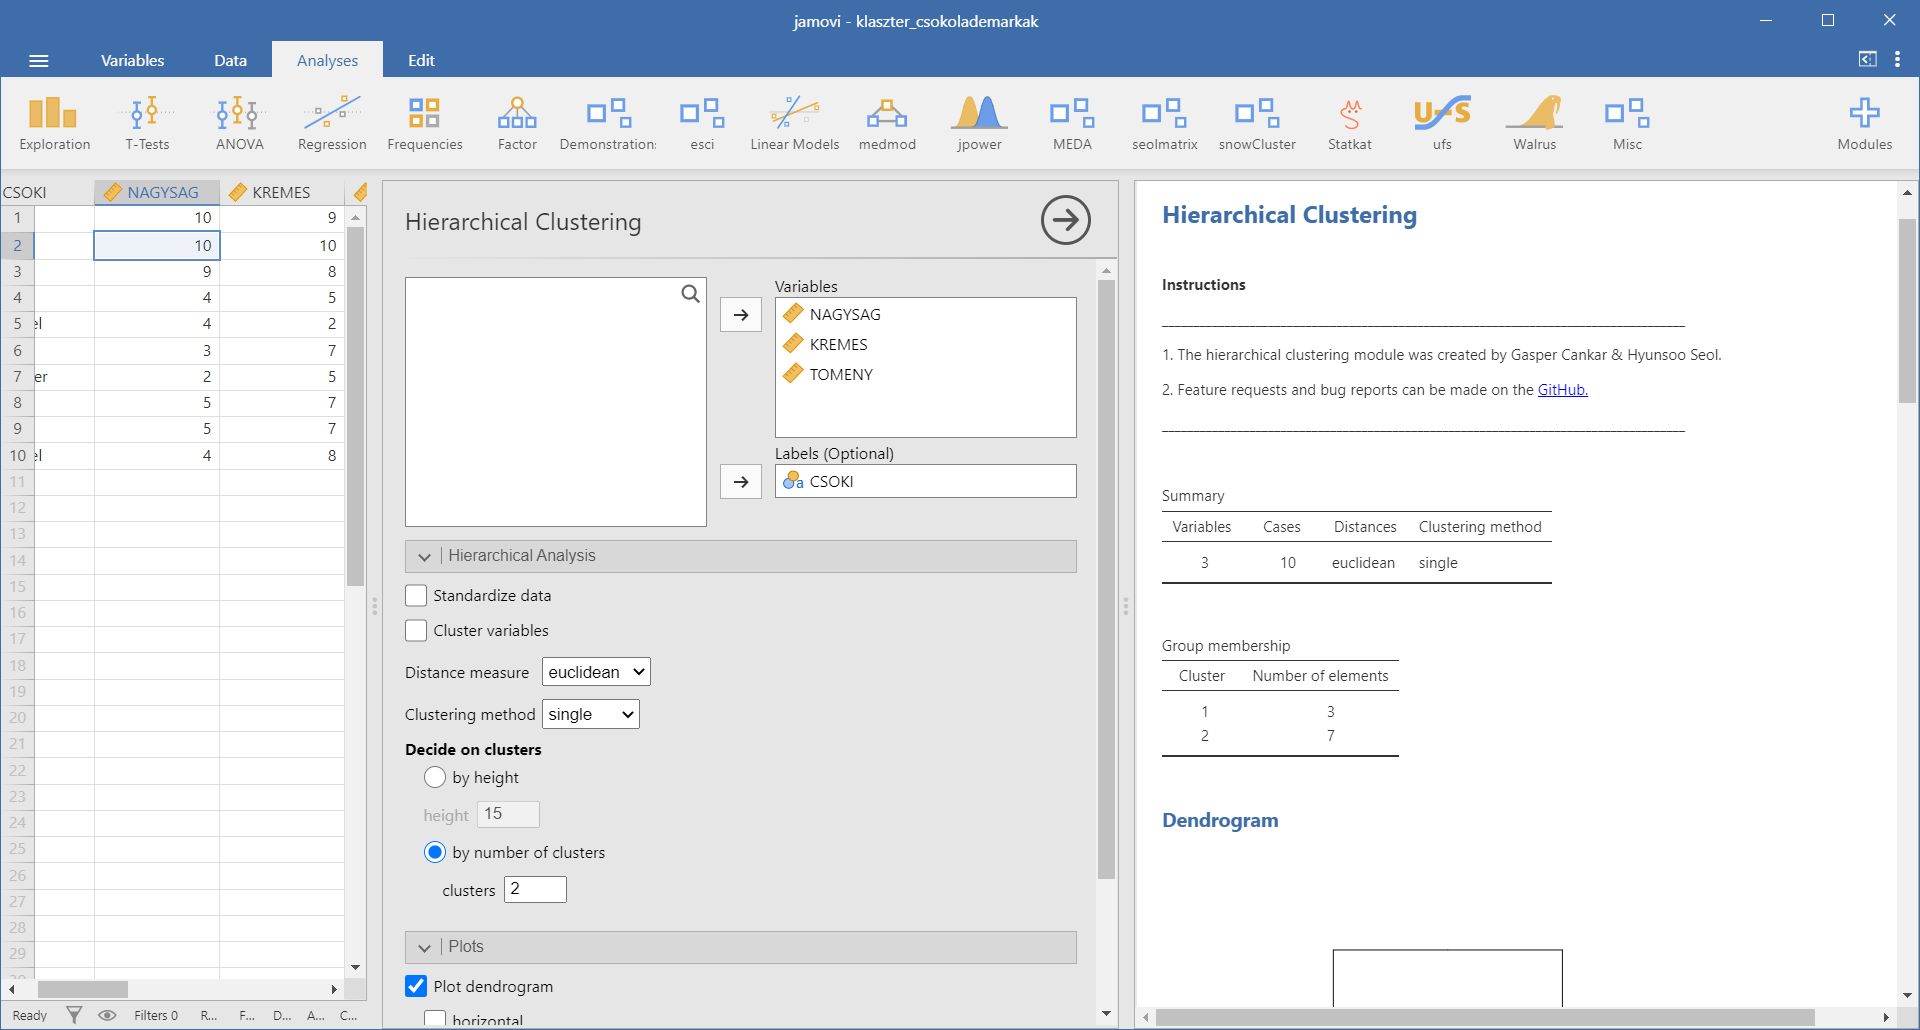 jamovi - klaszter_csokolademarkak
Variables Data Analyses Edit
Exploration T-Tests ANOVA Regression Frequencies Factor Demonstrations esci Linear Models medmod jpower MEDA seolmatrix snowCluster Statkat ufs Walrus Misc Modules
CSOKI NAGYSAG KREMES
1 10 9
2 10 10
3 9 8
4 4 5
5 el 4 2
6 3 7
7 er 2 5
8 5 7
9 5 7
10 el 4 8
11
12
13
14
15
16
17
18
19
20
21
22
23
24
25
26
27
28
29
30
Ready Filters 0 R... F... D... A... C...
Hierarchical Clustering
Variables
NAGYSAG
KREMES
TOMENY
Labels (Optional)
a CSOKI
Hierarchical Analysis
Standardize data
Cluster variables
Distance measure euclidean
Clustering method single
Decide on clusters
by height
height 15
by number of clusters
clusters 2
Plots
Plot dendrogram
horizontal
Hierarchical Clustering
Instructions
1. The hierarchical clustering module was created by Gasper Cankar & Hyunsoo Seol.
2. Feature requests and bug reports can be made on the GitHub.
Summary
Variables Cases Distances Clustering method
3 10 euclidean single
Group membership
Cluster Number of elements
1 3
2 7
Dendrogram